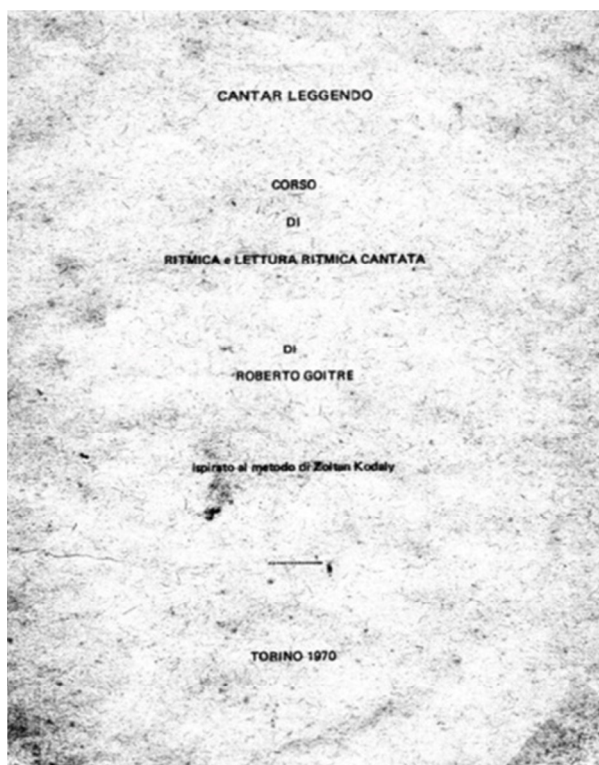 CANTAR LEGGENDO
CORSO
DI
RITMICA e LETTURA RITMICA CANTATA
DI
ROBERTO GOITRE
ispirato al metodo di Zoltan Kodaly
TORINO 1970